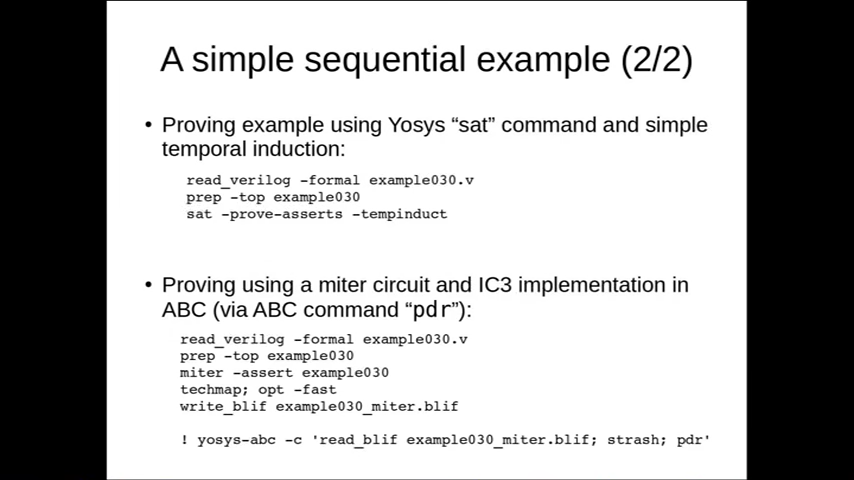 A simple sequential example (2/2)
• Proving example using Yosys “sat” command and simple
temporal induction:
read_verilog -formal example030.v
prep -top example030
sat -prove-asserts -tempinduct
• Proving using a miter circuit and IC3 implementation in
ABC (via ABC command “pdr”):
read_verilog -formal example030.v
prep -top example030
miter -assert example030
techmap; opt -fast
write_blif example030_miter.blif
! yosys-abc -c 'read_blif example030_miter.blif; strash; pdr'